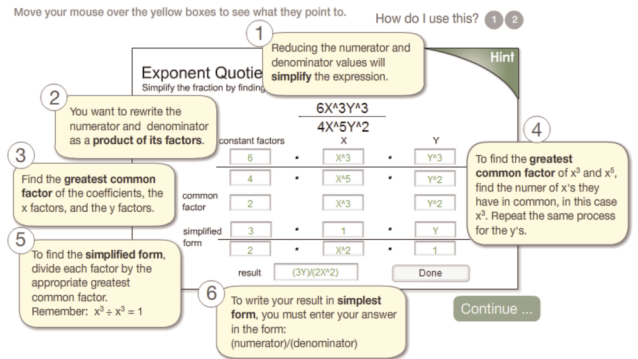 Move your mouse over the yellow boxes to see what they point to.
How do I use this? 1 2
1
Reducing the numerator and
denominator values will
simplify the expression.
Hint
Exponent Quotie
Simplify the fraction by finding
6X^3Y^3
4X^5Y^2
2
You want to rewrite the
numerator and denominator
as a product of its factors.
constant factors X Y
6 · X^3 · Y^3
4 · X^5 · Y^2
common
factor
2 X^3 Y^2
simplified
form
3 · 1 · Y
2 · X^2 · 1
result (3Y)/(2X^2) Done
3
Find the greatest common
factor of the coefficients, the
x factors, and the y factors.
4
To find the greatest
common factor of x³ and x⁵,
find the numer of x's they
have in common, in this case
x³. Repeat the same process
for the y's.
5
To find the simplified form,
divide each factor by the
appropriate greatest
common factor.
Remember: x³ ÷ x³ = 1
6
To write your result in simplest
form, you must enter your answer
in the form:
(numerator)/(denominator)
Continue ...